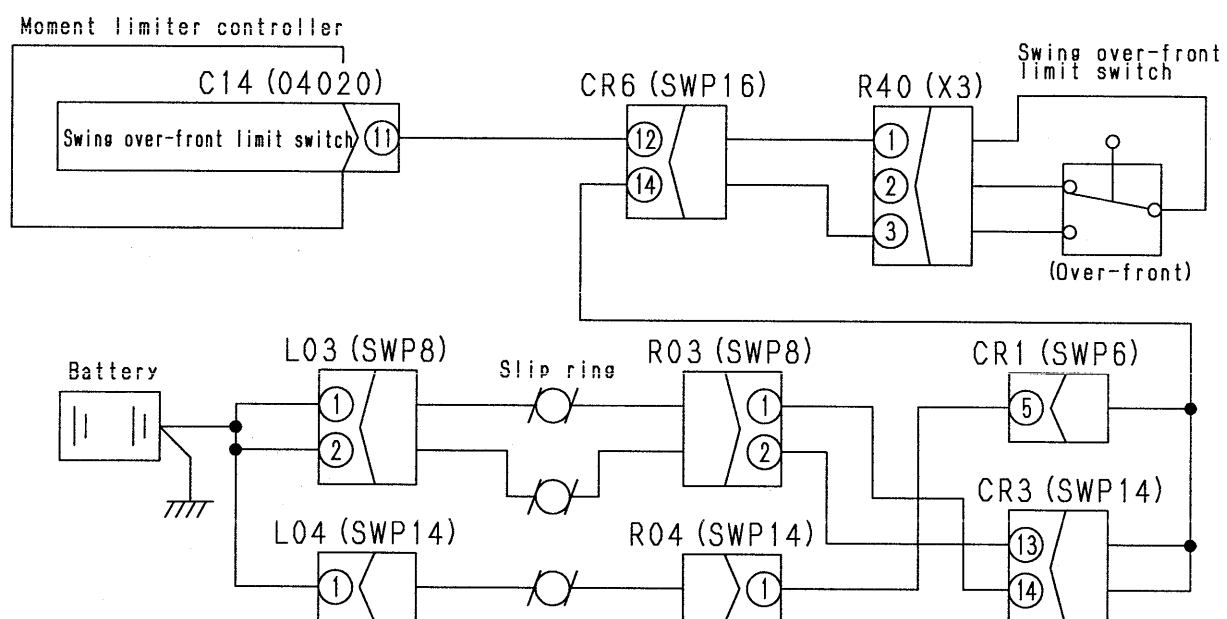 Moment limiter controller
C14 (04020)
Swing over-front limit switch
11
CR6 (SWP16)
12
14
R40 (X3)
1
2
3
Swing over-front
limit switch
(Over-front)
Battery
L03 (SWP8)
1
2
Slip ring
R03 (SWP8)
1
2
CR1 (SWP6)
5
L04 (SWP14)
1
R04 (SWP14)
1
CR3 (SWP14)
13
14